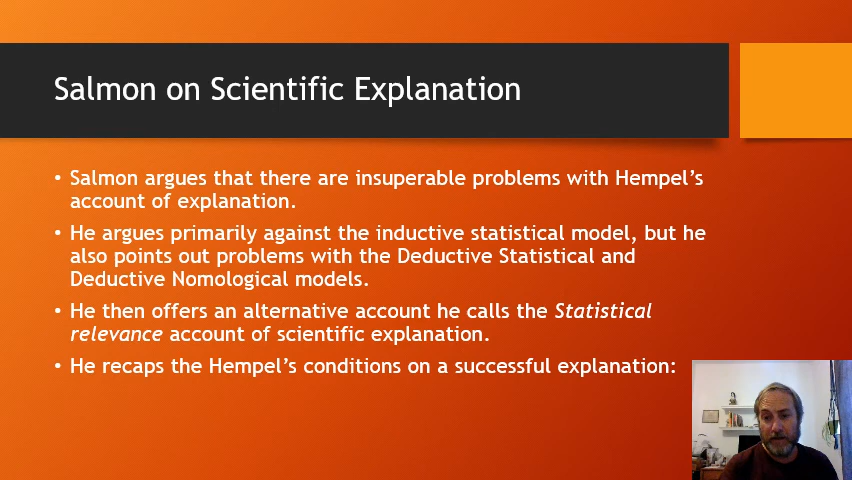 Salmon on Scientific Explanation
• Salmon argues that there are insuperable problems with Hempel's
account of explanation.
• He argues primarily against the inductive statistical model, but he
also points out problems with the Deductive Statistical and
Deductive Nomological models.
• He then offers an alternative account he calls the Statistical
relevance account of scientific explanation.
• He recaps the Hempel's conditions on a successful explanation: